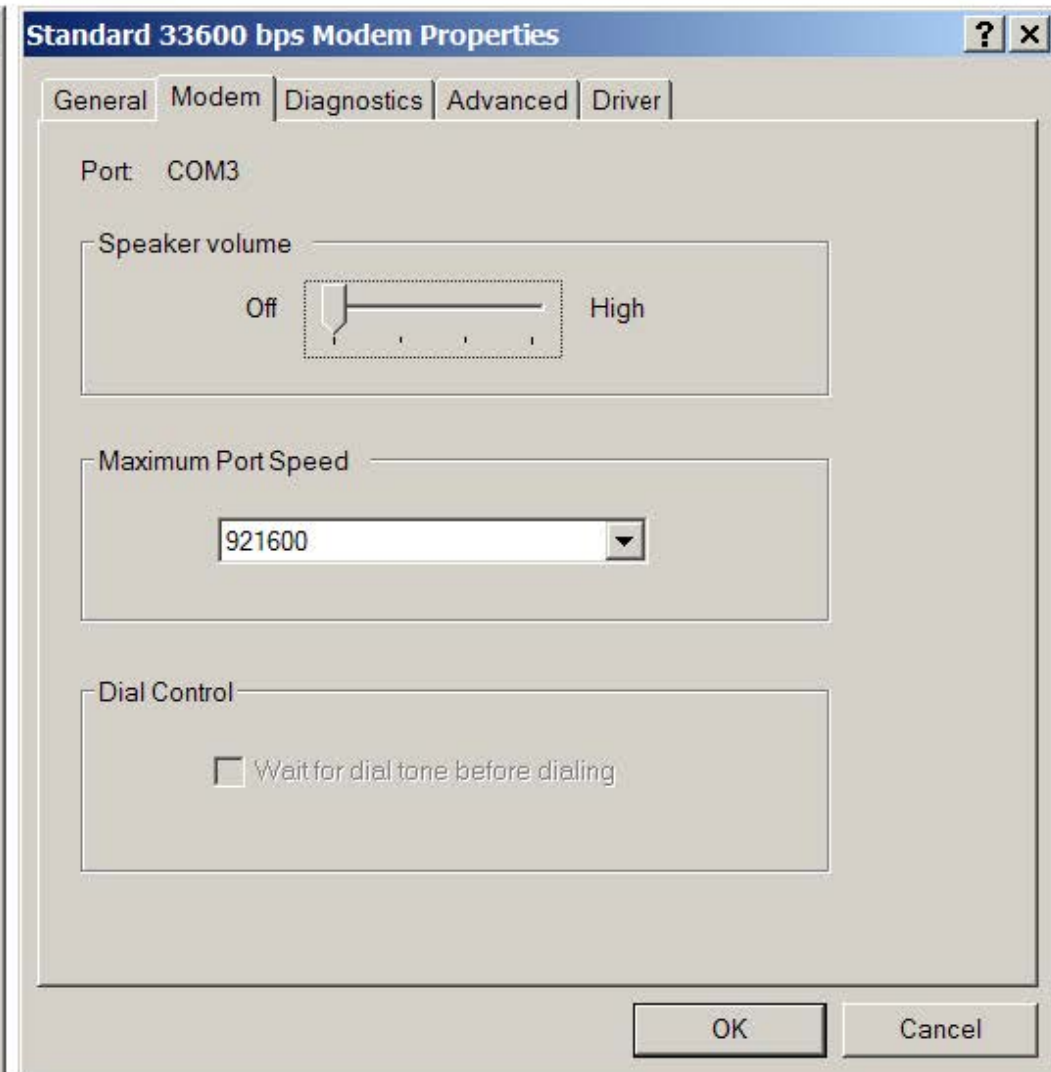 Standard 33600 bps Modem Properties
General Modem Diagnostics Advanced Driver
Port: COM3
Speaker volume
Off High
Maximum Port Speed
921600
Dial Control
Wait for dial tone before dialing
OK Cancel